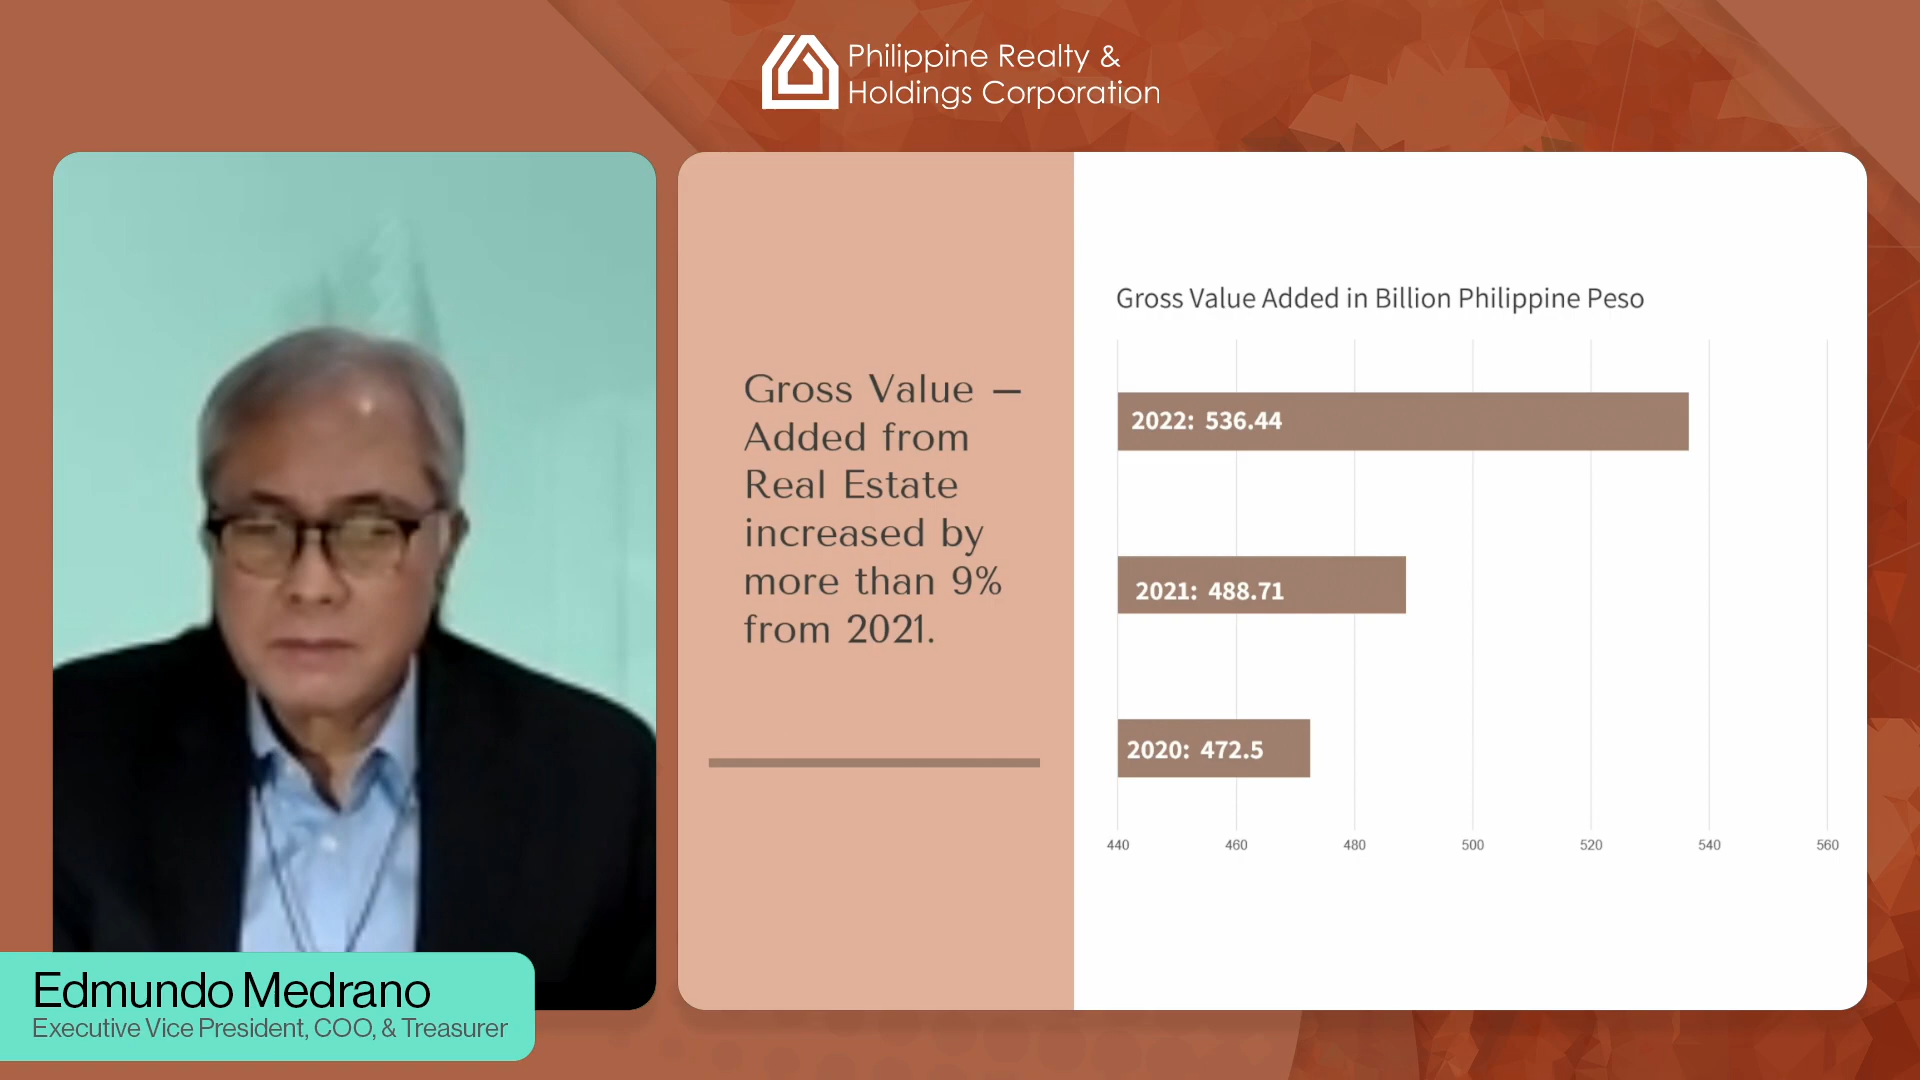 Philippine Realty &
Holdings Corporation
Gross Value –
Added from
Real Estate
increased by
more than 9%
from 2021.
Gross Value Added in Billion Philippine Peso
2022: 536.44
2021: 488.71
2020: 472.5
440 460 480 500 520 540 560
Edmundo Medrano
Executive Vice President, COO, & Treasurer